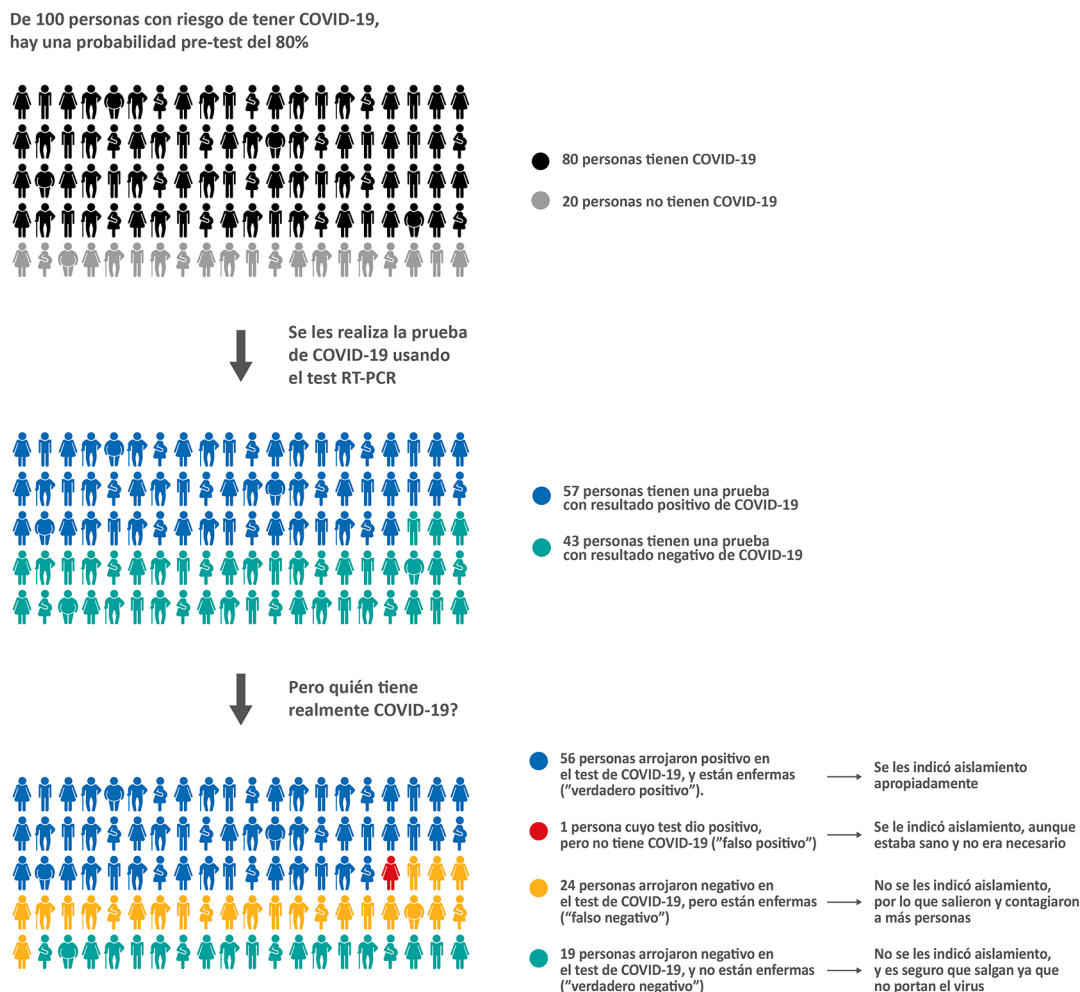 De 100 personas con riesgo de tener COVID-19,
hay una probabilidad pre-test del 80%
80 personas tienen COVID-19
20 personas no tienen COVID-19
Se les realiza la prueba
de COVID-19 usando
el test RT-PCR
57 personas tienen una prueba
con resultado positivo de COVID-19
43 personas tienen una prueba
con resultado negativo de COVID-19
Pero quién tiene
realmente COVID-19?
56 personas arrojaron positivo en
el test de COVID-19, y están enfermas
("verdadero positivo").
Se les indicó aislamiento
apropiadamente
1 persona cuyo test dio positivo,
pero no tiene COVID-19 ("falso positivo")
Se le indicó aislamiento, aunque
estaba sano y no era necesario
24 personas arrojaron negativo en
el test de COVID-19, pero están enfermas
("falso negativo")
No se les indicó aislamiento,
por lo que salieron y contagiaron
a más personas
19 personas arrojaron negativo en
el test de COVID-19, y no están enfermas
("verdadero negativo")
No se les indicó aislamiento,
y es seguro que salgan ya que
no portan el virus